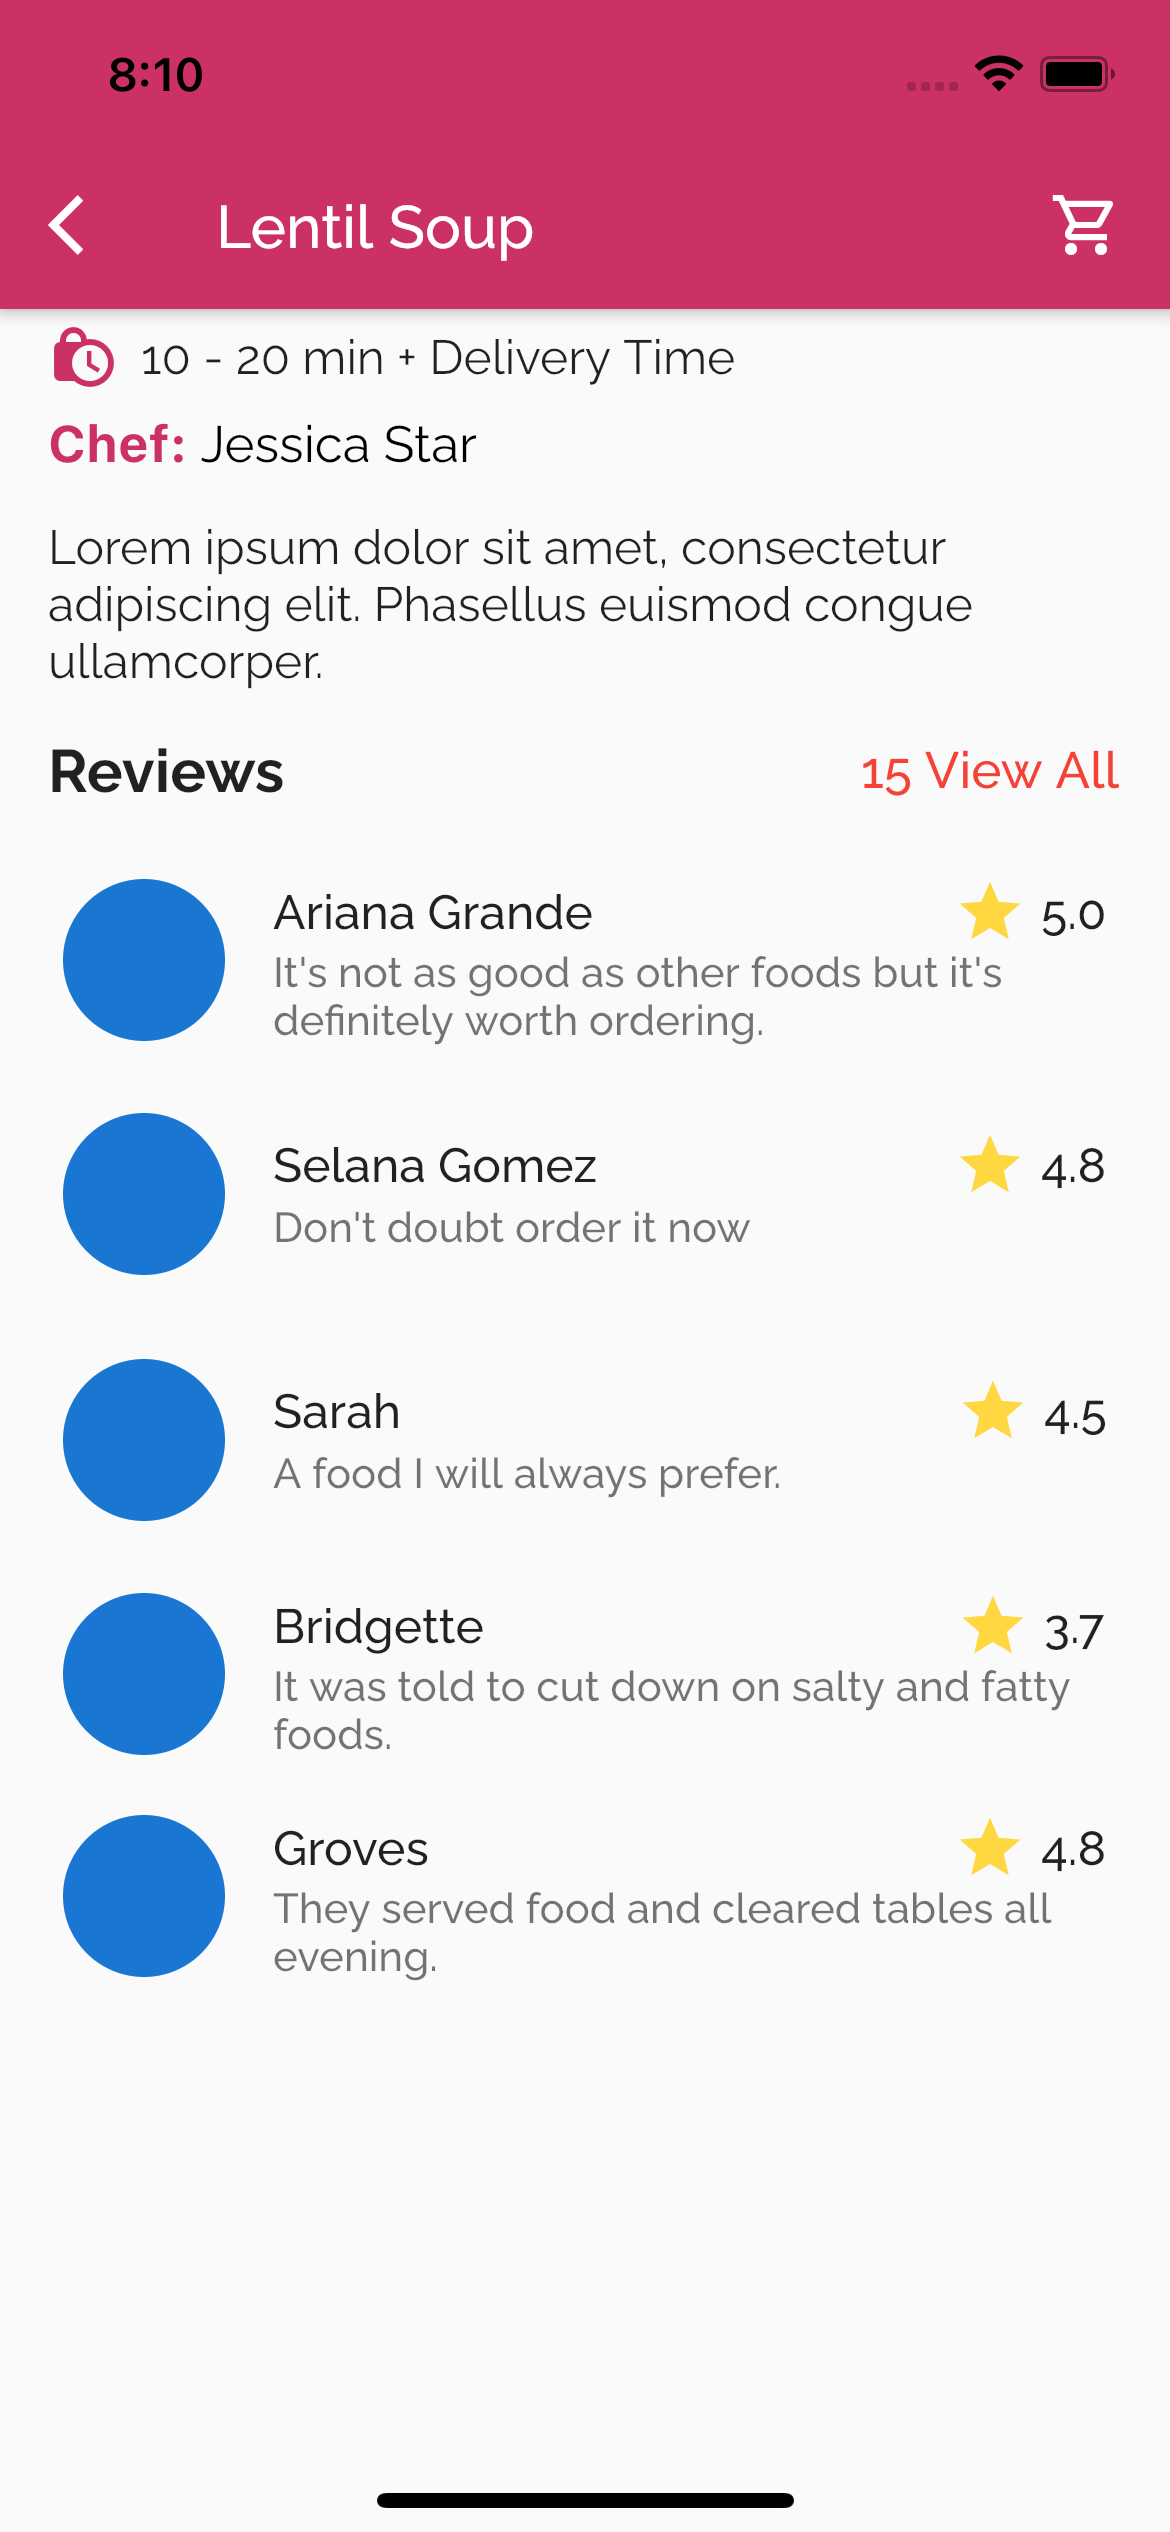 8:10
Lentil Soup
10 - 20 min + Delivery Time
Chef: Jessica Star
Lorem ipsum dolor sit amet, consectetur
adipiscing elit. Phasellus euismod congue
ullamcorper.
Reviews 15 View All
Ariana Grande 5.0
It's not as good as other foods but it's
definitely worth ordering.
Selana Gomez 4.8
Don't doubt order it now
Sarah 4.5
A food I will always prefer.
Bridgette 3.7
It was told to cut down on salty and fatty
foods.
Groves 4.8
They served food and cleared tables all
evening.